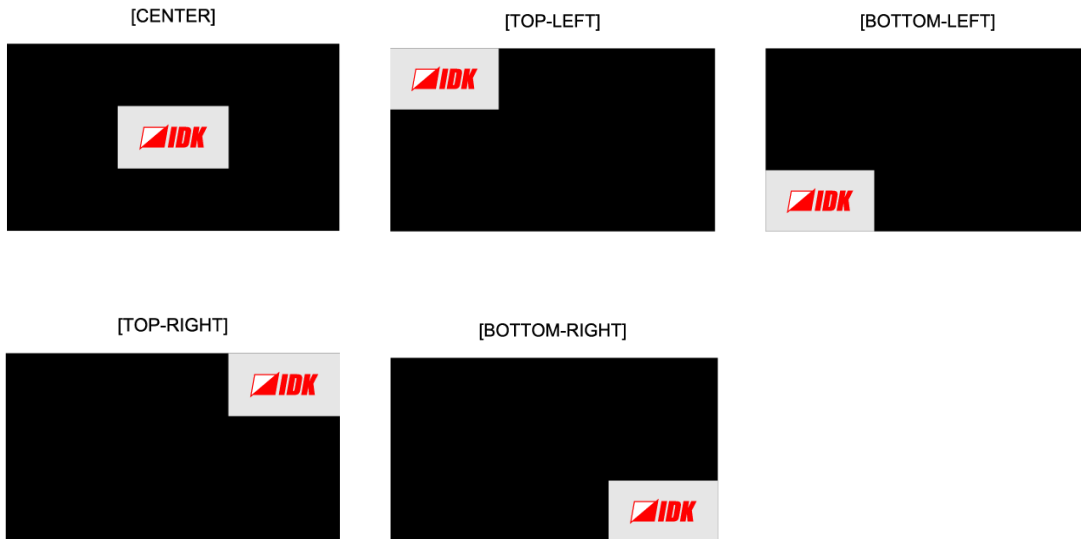 [CENTER]
[TOP-LEFT]
[BOTTOM-LEFT]
IDK
IDK
IDK
[TOP-RIGHT]
[BOTTOM-RIGHT]
IDK
IDK